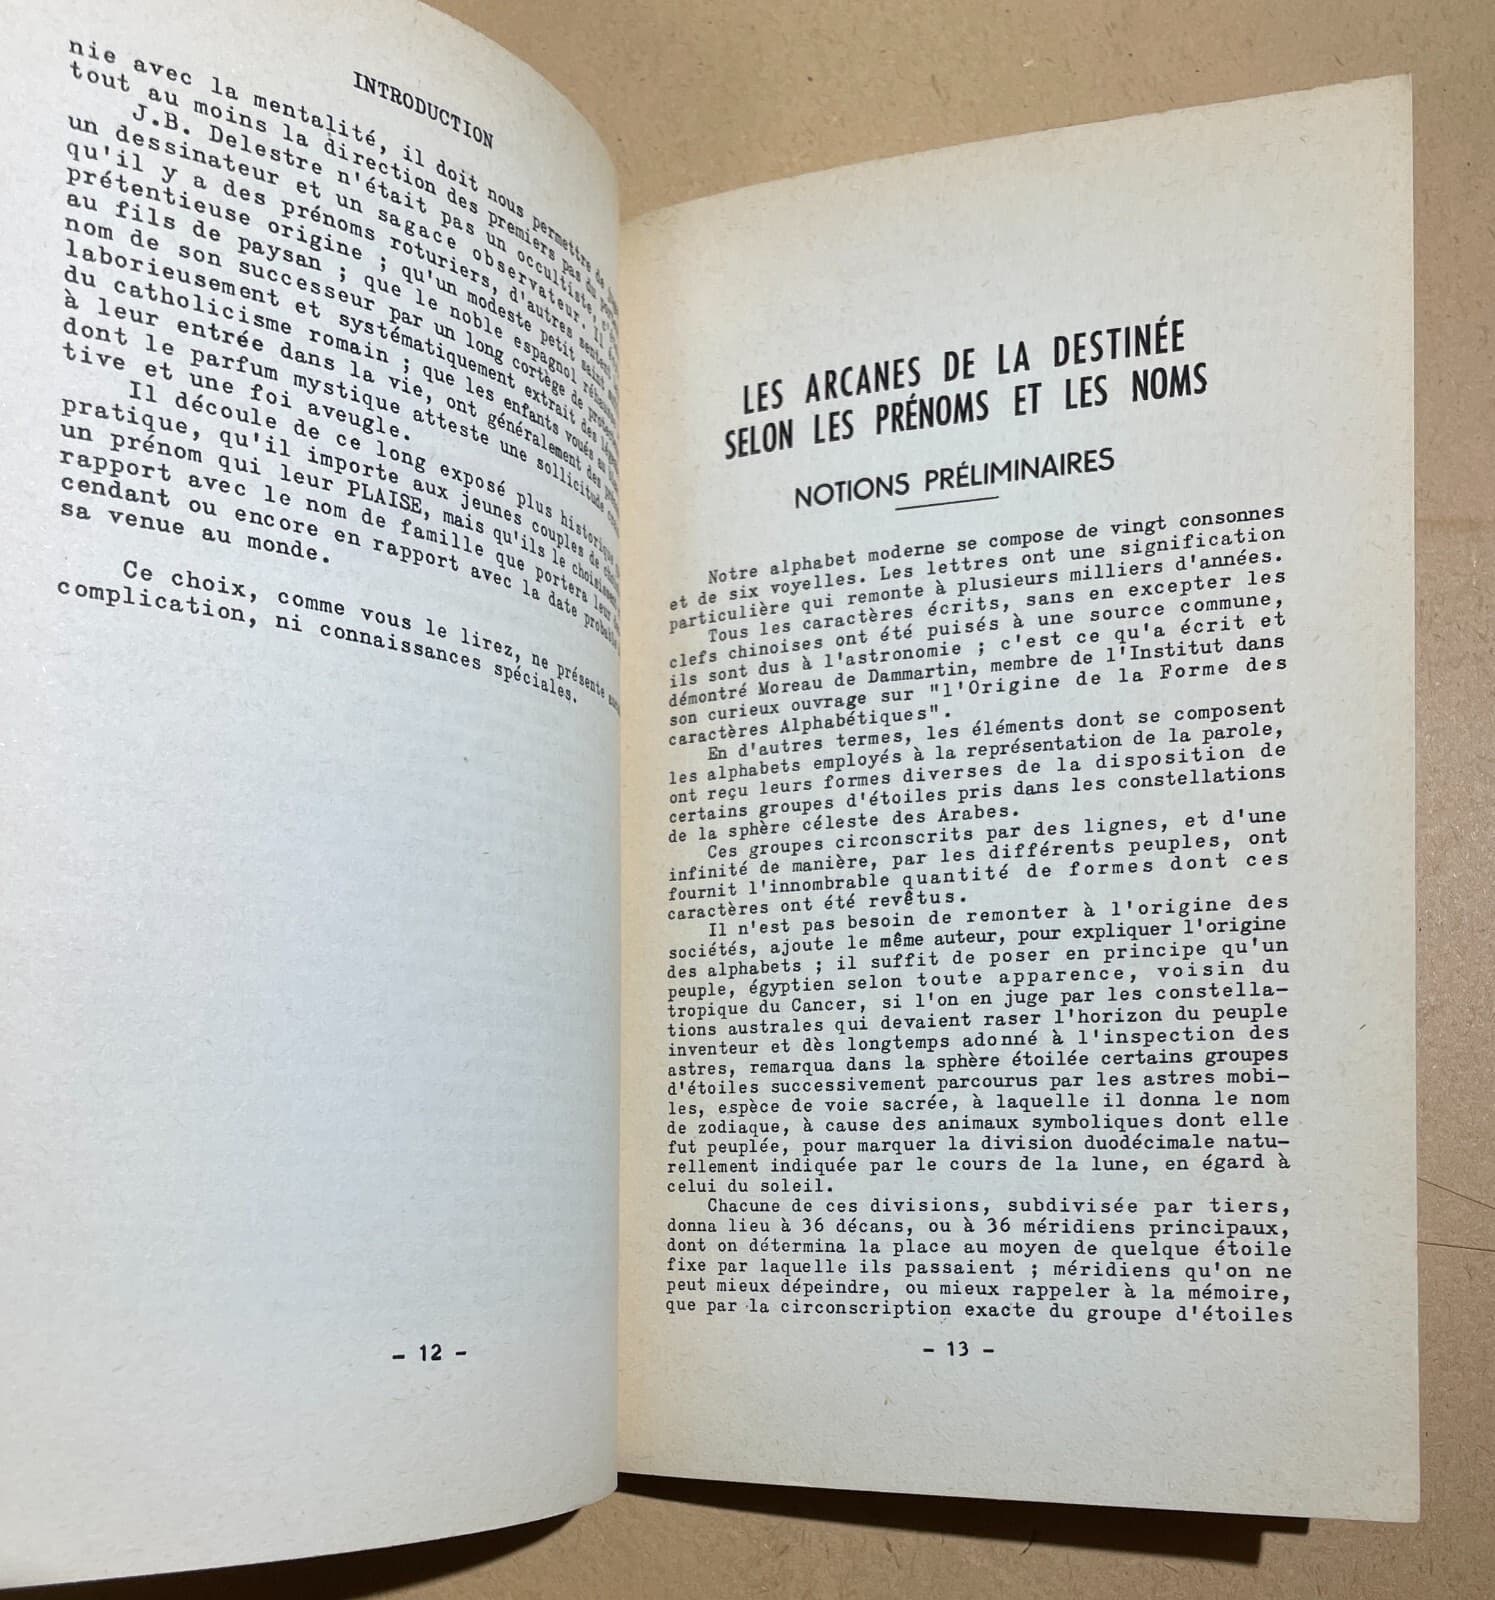 INTRODUCTION
nie avec la mentalité, il doit nous permettre de
tout au moins la direction des premiers pas du
J.B. Delestre n'était pas un occultiste,
un dessinateur et un sagace observateur. Il
qu'il y a des prénoms roturiers, d'autres sentent
prétentieuse origine ; qu'un modeste petit saint
au fils de paysan ; que le noble espagnol
nom de son successeur par un long cortège de
laborieusement et systématiquement extrait des
du catholicisme romain ; que les enfants voués au
à leur entrée dans la vie, ont généralement des
dont le parfum mystique atteste une sollicitude
tive et une foi aveugle.
Il découle de ce long exposé plus historique
pratique, qu'il importe aux jeunes couples de
un prénom qui leur PLAISE, mais qu'ils le choisissent
rapport avec le nom de famille que portera leur
cendant ou encore en rapport avec la date probable
sa venue au monde.
Ce choix, comme vous le lirez, ne présente
complication, ni connaissances spéciales.
- 12 -
LES ARCANES DE LA DESTINÉE
SELON LES PRÉNOMS ET LES NOMS
NOTIONS PRÉLIMINAIRES
Notre alphabet moderne se compose de vingt consonnes
et de six voyelles. Les lettres ont une signification
particulière qui remonte à plusieurs milliers d'années.
Tous les caractères écrits, sans en excepter les
clefs chinoises ont été puisés à une source commune,
ils sont dus à l'astronomie ; c'est ce qu'a écrit et
démontré Moreau de Dammartin, membre de l'Institut dans
son curieux ouvrage sur "l'Origine de la Forme des
caractères Alphabétiques".
En d'autres termes, les éléments dont se composent
les alphabets employés à la représentation de la parole,
ont reçu leurs formes diverses de la disposition de
certains groupes d'étoiles pris dans les constellations
de la sphère céleste des Arabes.
Ces groupes circonscrits par des lignes, et d'une
infinité de manière, par les différents peuples, ont
fournit l'innombrable quantité de formes dont ces
caractères ont été revêtus.
Il n'est pas besoin de remonter à l'origine des
sociétés, ajoute le même auteur, pour expliquer l'origine
des alphabets ; il suffit de poser en principe qu'un
peuple, égyptien selon toute apparence, voisin du
tropique du Cancer, si l'on en juge par les constella-
tions australes qui devaient raser l'horizon du peuple
inventeur et dès longtemps adonné à l'inspection des
astres, remarqua dans la sphère étoilée certains groupes
d'étoiles successivement parcourus par les astres mobi-
les, espèce de voie sacrée, à laquelle il donna le nom
de zodiaque, à cause des animaux symboliques dont elle
fut peuplée, pour marquer la division duodécimale natu-
rellement indiquée par le cours de la lune, en égard à
celui du soleil.
Chacune de ces divisions, subdivisée par tiers,
donna lieu à 36 décans, ou à 36 méridiens principaux,
dont on détermina la place au moyen de quelque étoile
fixe par laquelle ils passaient ; méridiens qu'on ne
peut mieux dépeindre, ou mieux rappeler à la mémoire,
que par la circonscription exacte du groupe d'étoiles
- 13 -